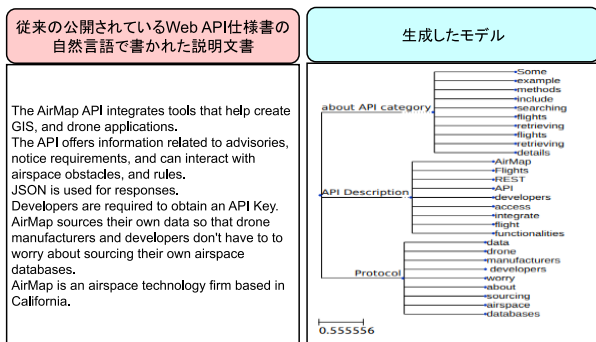 従来の公開されているWeb API仕様書の
自然言語で書かれた説明文書
The AirMap API integrates tools that help create
GIS, and drone applications.
The API offers information related to advisories,
notice requirements, and can interact with
airspace obstacles, and rules.
JSON is used for responses.
Developers are required to obtain an API Key.
AirMap sources their own data so that drone
manufacturers and developers don't have to to
worry about sourcing their own airspace
databases.
AirMap is an airspace technology firm based in
California.
生成したモデル
about API category
Some
example
methods
include
searching
flights
retrieving
flights
retrieving
details
API Description
AirMap
Flights
REST
API
developers
access
integrate
flight
functionalities
Protocol
data
drone
manufacturers
developers
worry
about
sourcing
airspace
databases
0.555556